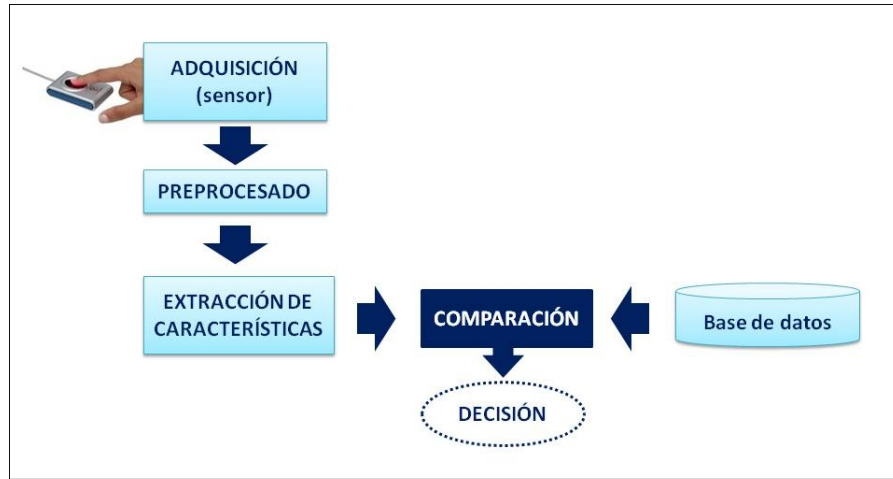 ADQUISICIÓN
(sensor)
PREPROCESADO
EXTRACCIÓN DE
CARACTERÍSTICAS
COMPARACIÓN
Base de datos
DECISIÓN